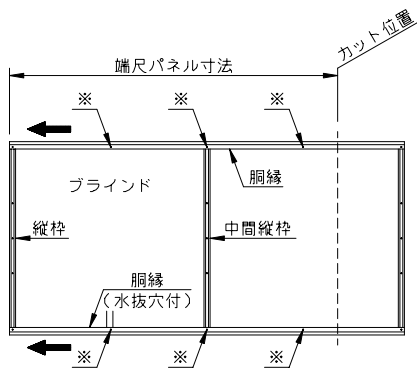 カット位置
端尺パネル寸法
※ ※ ※
胴縁
ブラインド
縦枠
中間縦枠
胴縁
（水抜穴付）
※ ※ ※